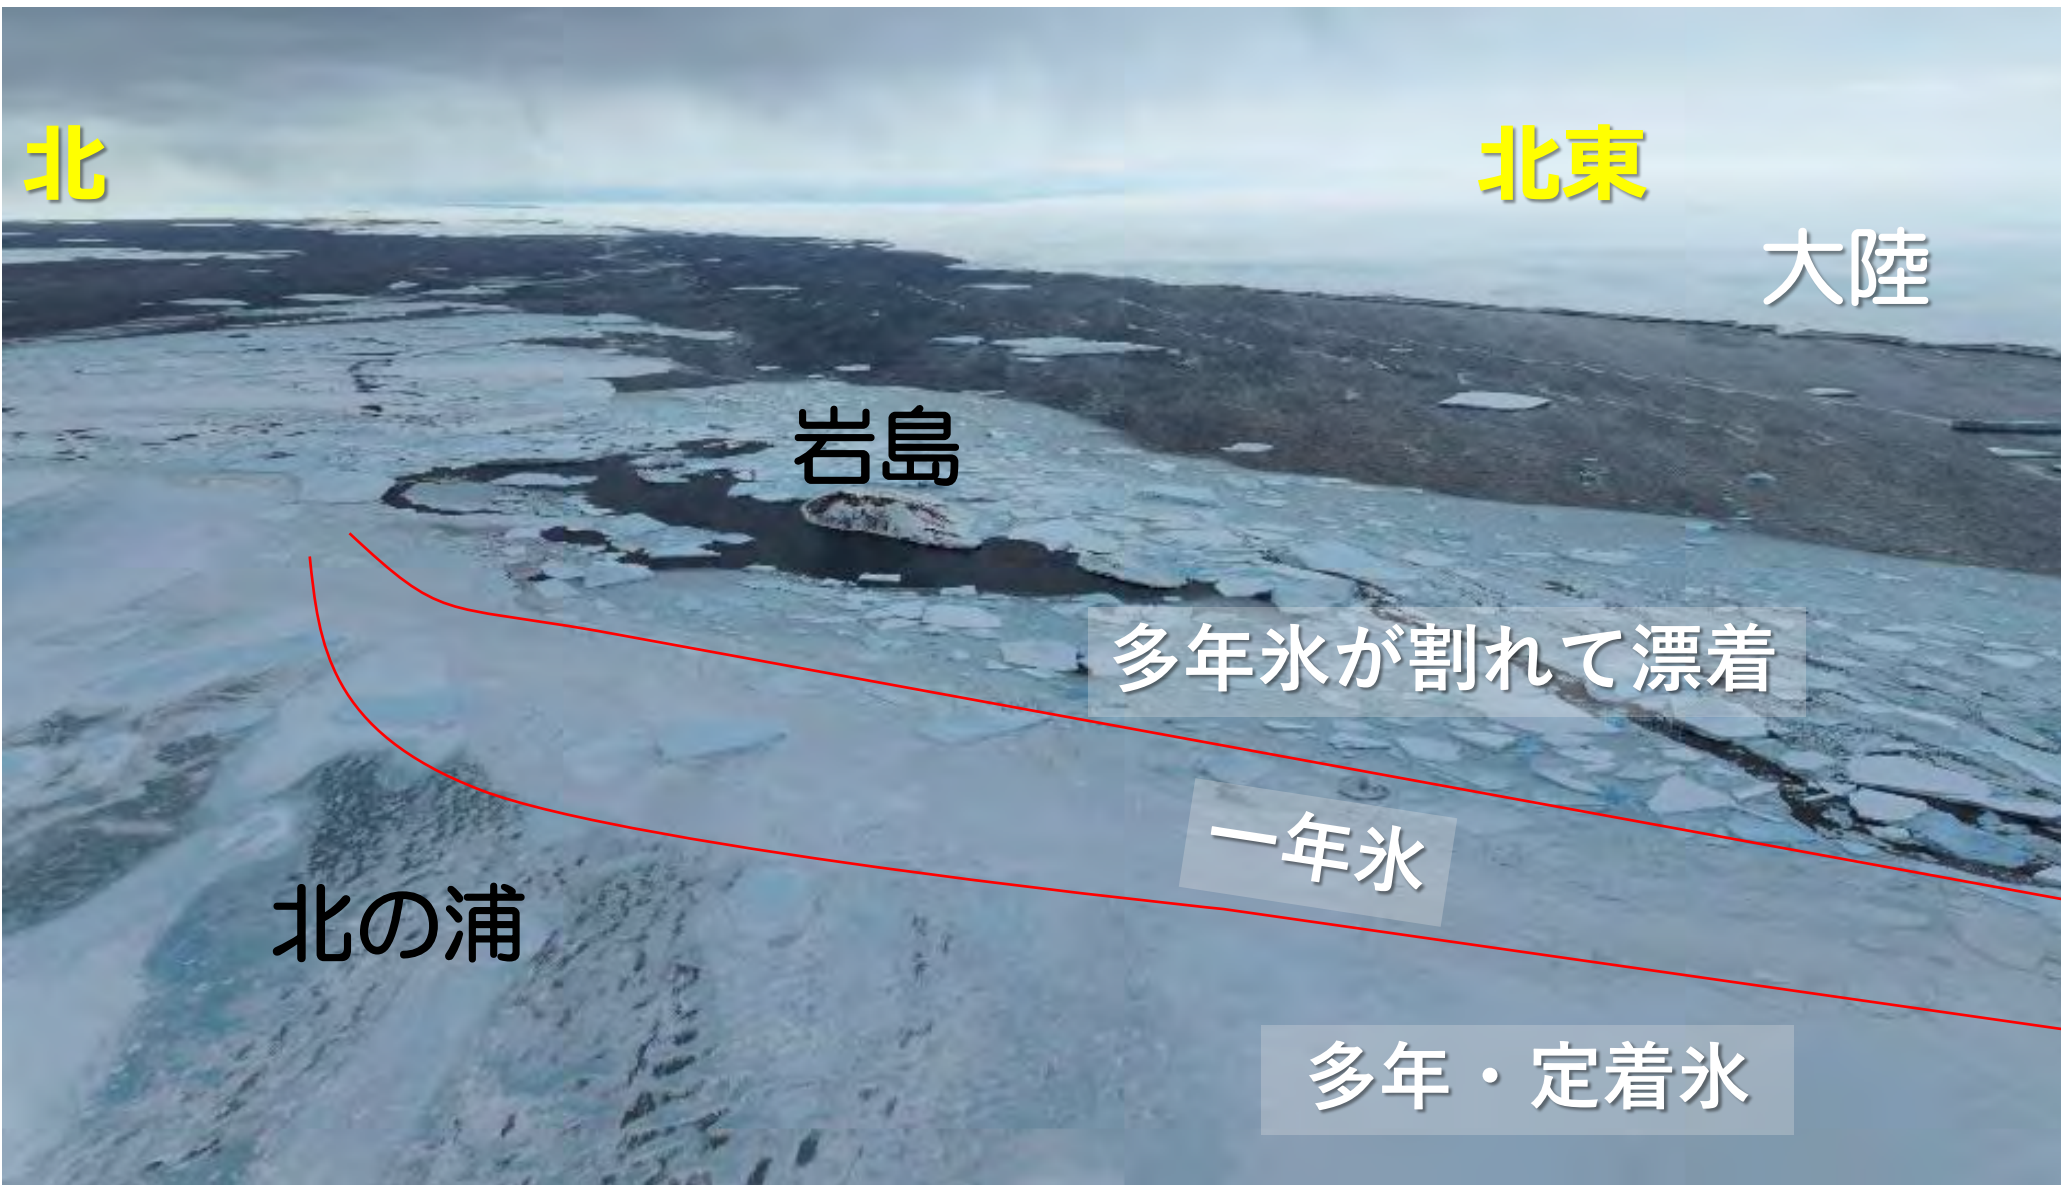 北
北東
大陸
岩島
多年氷が割れて漂着
一年氷
北の浦
多年・定着氷